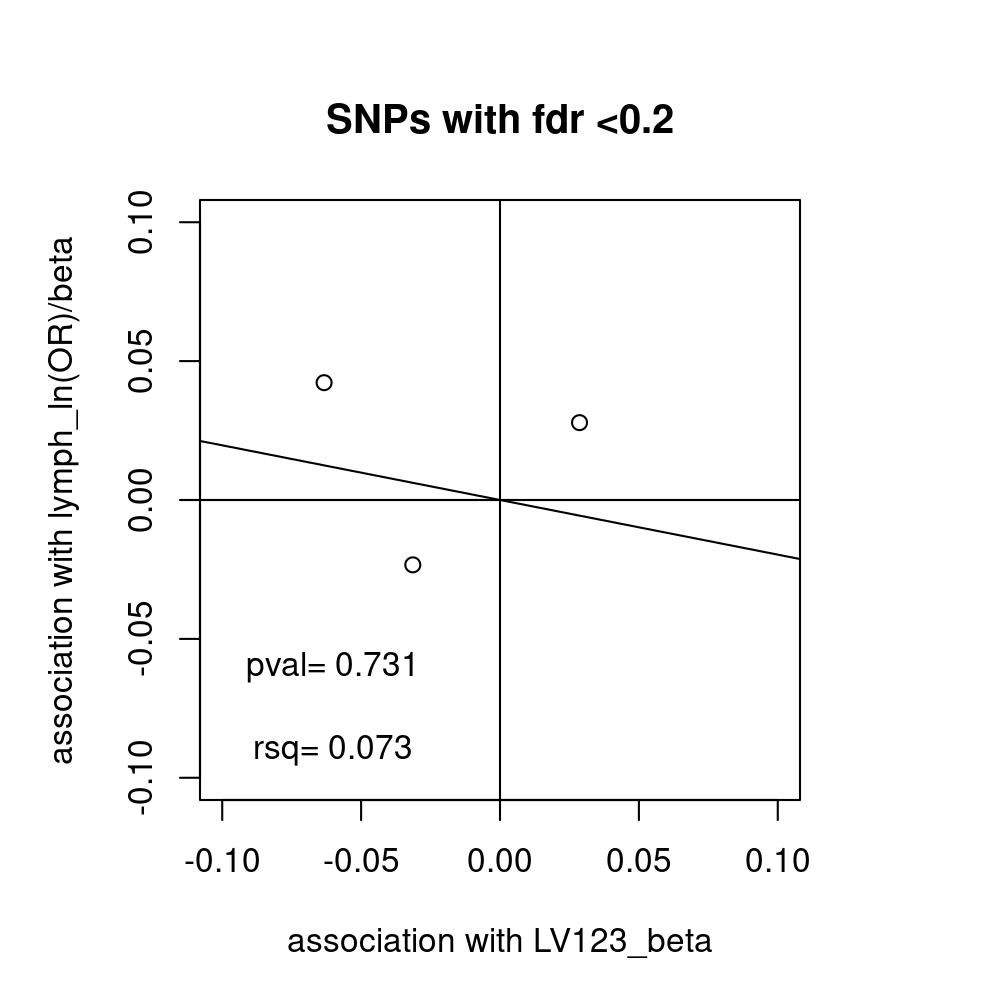 SNPs with fdr <0.2
association with lymph_ln(OR)/beta
0.10
0.05
0.00
-0.05
-0.10
pval= 0.731
rsq= 0.073
-0.10 -0.05 0.00 0.05 0.10
association with LV123_beta